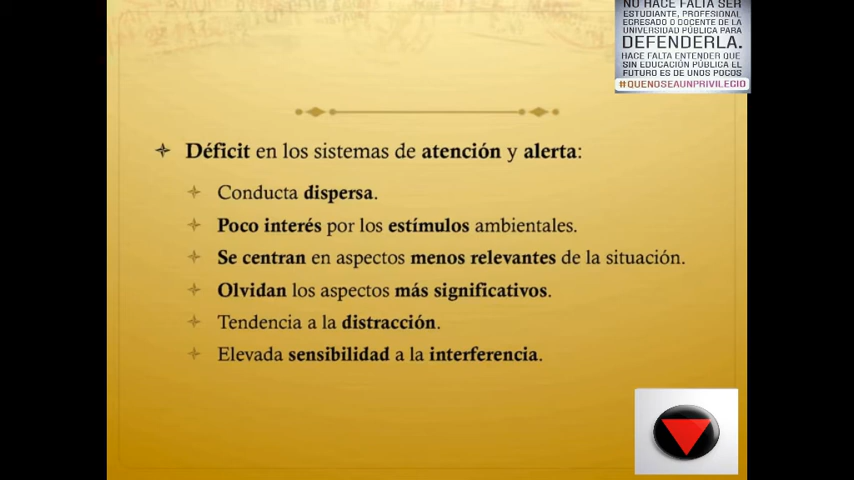 NO HACE FALTA SER
ESTUDIANTE, PROFESIONAL
EGRESADO O DOCENTE DE LA
UNIVERSIDAD PÚBLICA PARA
DEFENDERLA.
HACE FALTA ENTENDER QUE
SIN EDUCACIÓN PÚBLICA EL
FUTURO ES DE UNOS POCOS
#QUENOSEAUNPRIVILEGIO
Déficit en los sistemas de atención y alerta:
Conducta dispersa.
Poco interés por los estímulos ambientales.
Se centran en aspectos menos relevantes de la situación.
Olvidan los aspectos más significativos.
Tendencia a la distracción.
Elevada sensibilidad a la interferencia.